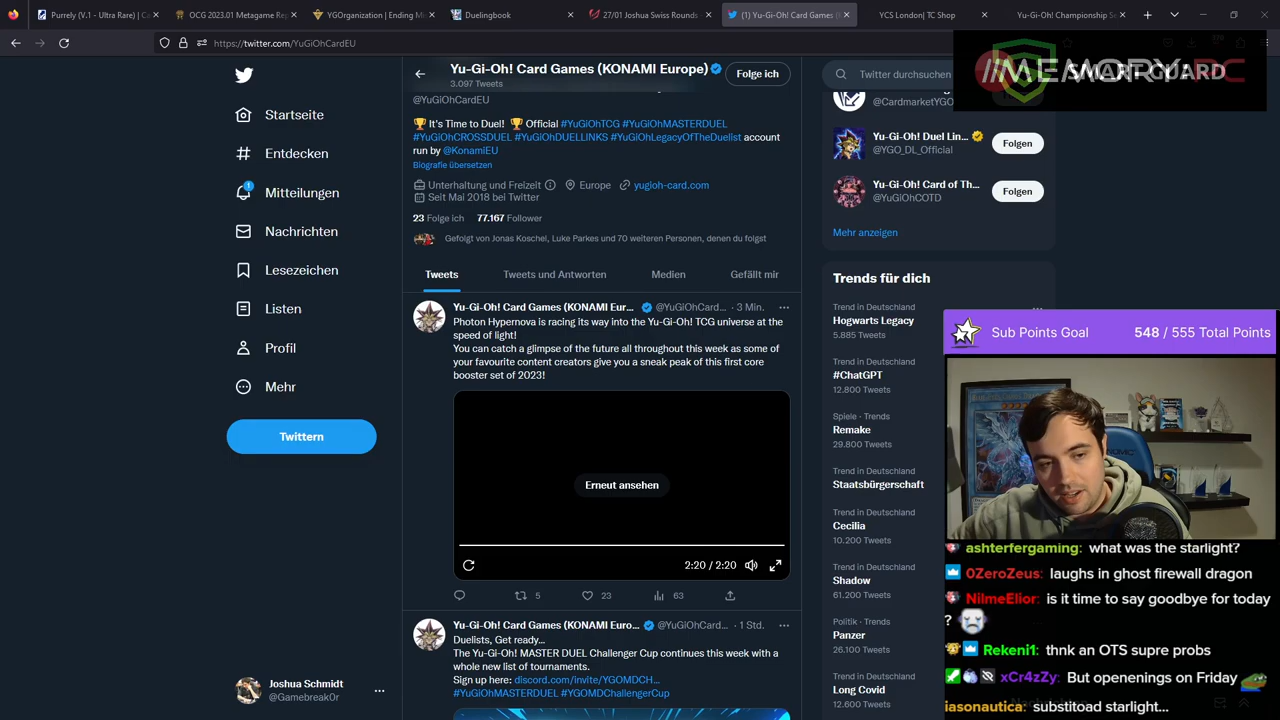 Purrely (V.1 - Ultra Rare) | Ca
OCG 2023.01 Metagame Rep
YGOrganization | Ending M
Duelingbook
27/01 Joshua Swiss Rounds
(1) Yu-Gi-Oh! Card Games (
YCS London| TC Shop
Yu-Gi-Oh! Championship Se
https://twitter.com/YuGiOhCardEU
Yu-Gi-Oh! Card Games (KONAMI Europe)
3.097 Tweets
Folge ich
Twitter durchsuchen
MEMORY PC
SMART GUARD
@YuGiOhCardEU
🏆 It's Time to Duel! 🏆 Official #YuGiOhTCG #YuGiOhMASTERDUEL
#YuGiOhCROSSDUEL #YuGiOhDUELLINKS #YuGiOhLegacyOfTheDuelist account
run by @KonamiEU
Biografie übersetzen
Unterhaltung und Freizeit Europe yugioh-card.com
Seit Mai 2018 bei Twitter
23 Folge ich 77.167 Follower
Gefolgt von Jonas Koschel, Luke Parkes und 70 weiteren Personen, denen du folgst
Tweets
Tweets und Antworten
Medien
Gefällt mir
Startseite
Entdecken
Mitteilungen
Nachrichten
Lesezeichen
Listen
Profil
Mehr
Twittern
Joshua Schmidt
@Gamebreak0r
Yu-Gi-Oh! Card Games (KONAMI Eur... @YuGiOhCard... · 3 Min.
Photon Hypernova is racing its way into the Yu-Gi-Oh! TCG universe at the
speed of light!
You can catch a glimpse of the future all throughout this week as some of
your favourite content creators give you a sneak peak of this first core
booster set of 2023!
Erneut ansehen
2:20 / 2:20
5
23
63
Yu-Gi-Oh! Card Games (KONAMI Euro... @YuGiOhCard... · 1 Std.
Duelists, Get ready...
The Yu-Gi-Oh! MASTER DUEL Challenger Cup continues this week with a
whole new list of tournaments.
Sign up here: discord.com/invite/YGOMDCH...
#YuGiOhMASTERDUEL #YGOMDChallengerCup
@CardmarketYGO
Yu-Gi-Oh! Duel Lin...
@YGO_DL_Official
Folgen
Yu-Gi-Oh! Card of Th...
@YuGiOhCOTD
Folgen
Mehr anzeigen
Trends für dich
Trend in Deutschland
Hogwarts Legacy
5.885 Tweets
Trend in Deutschland
#ChatGPT
12.800 Tweets
Spiele · Trends
Remake
29.800 Tweets
Trend in Deutschland
Staatsbürgerschaft
Trend in Deutschland
Cecilia
10.200 Tweets
Trend in Deutschland
Shadow
61.200 Tweets
Politik · Trends
Panzer
26.100 Tweets
Trend in Deutschland
Long Covid
12.600 Tweets
Sub Points Goal 548 / 555 Total Points
ashterfergaming: what was the starlight?
0ZeroZeus: laughs in ghost firewall dragon
NilmeElior: is it time to say goodbye for today
?
Rekeni1: thnk an OTS supre probs
xCr4zZy: But openenings on Friday
iasonautica: substitoad starlight...